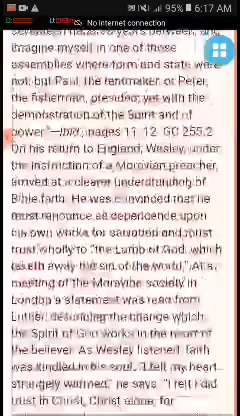 95% 6:17 AM
No internet connection
imagine myself in one of those
assemblies where form and state were
not, but Paul the tentmaker or Peter
the fisherman, presided yet with the
demonstration of the Spirit and of
power."—Ibid., pages 11, 12. GC 255.2
On his return to England, Wesley, under
the instruction of a Moravian preacher,
arrived at a clearer understanding of
Bible faith. He was convinced that he
must renounce all dependence upon
his own works for salvation and must
trust wholly to "the Lamb of God, which
taketh away the sin of the world." At a
meeting of the Moravian society in
London a statement was read from
Luther, describing the change which
the Spirit of God works in the heart of
the believer. As Wesley listened, faith
was kindled in his soul. "I felt my heart
strangely warmed," he says. "I felt I did
trust in Christ, Christ alone, for